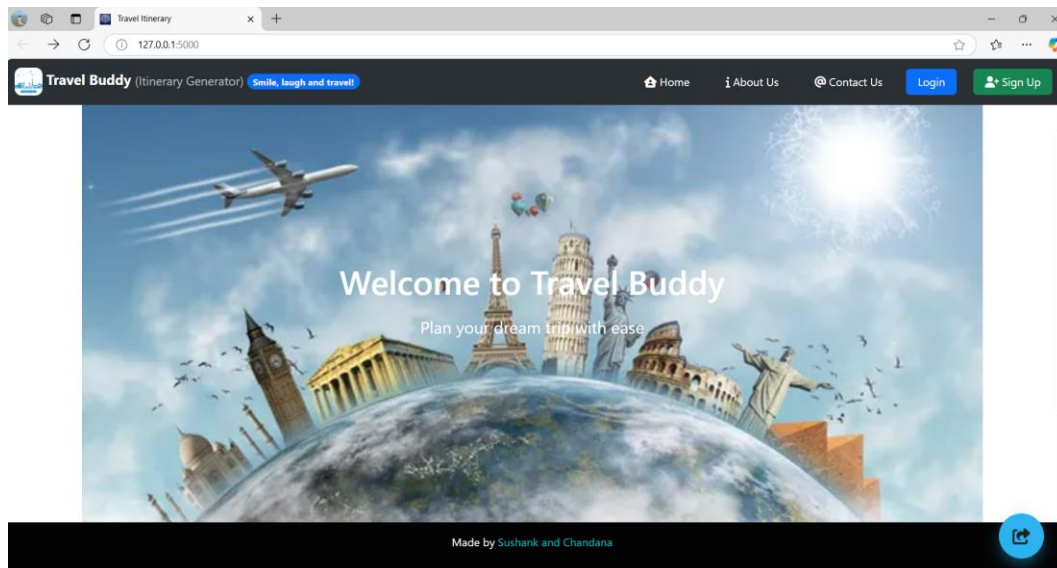 Travel Itinerary
127.0.0.1:5000
Travel Buddy (Itinerary Generator) Smile, laugh and travel! Home About Us Contact Us Login Sign Up
Welcome to Travel Buddy
Plan your dream trip with ease
Made by Sushank and Chandana